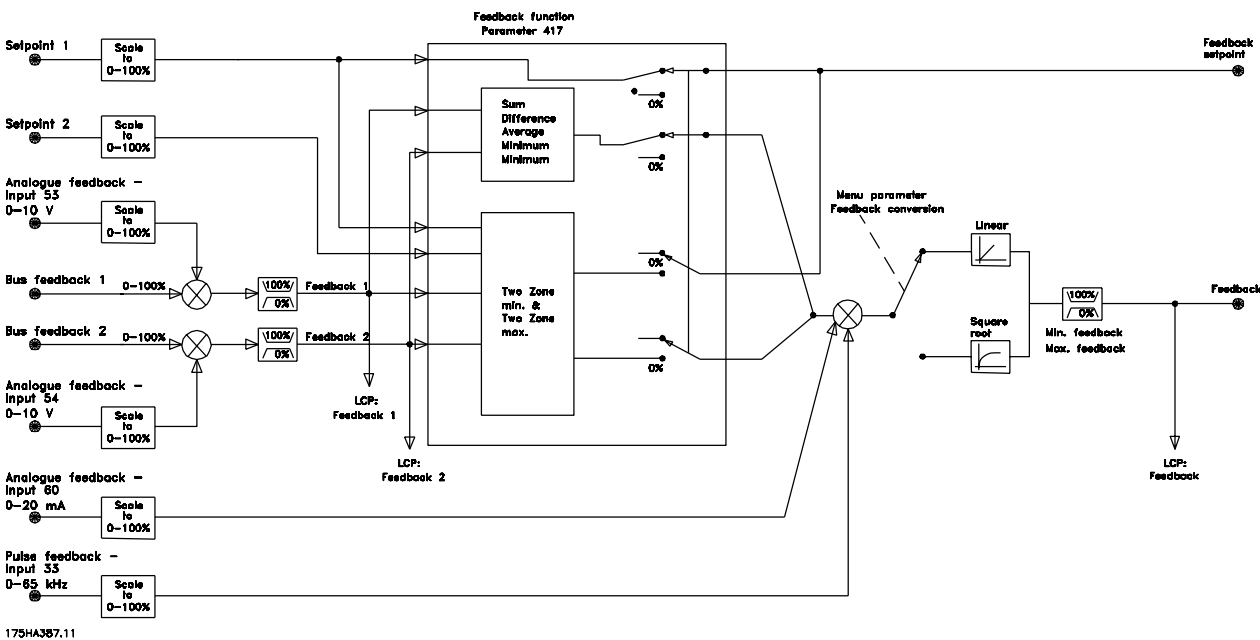 Feedback function
Parameter 417
Setpoint 1
Scale
to
0-100%
Feedback
setpoint
0%
Sum
Difference
Average
Minimum
Minimum
0%
Setpoint 2
Scale
to
0-100%
Analogue feedback -
Input 53
0-10 V
Scale
to
0-100%
Menu parameter
Feedback conversion
Linear
0%
Bus feedback 1
0-100%
\100%/
/0%\
Feedback 1
Two Zone
min. &
Two Zone
max.
\100%/
/0%\
Feedback
Bus feedback 2
0-100%
\100%/
/0%\
Feedback 2
Square
root
Min. feedback
Max. feedback
0%
Analogue feedback -
Input 54
0-10 V
Scale
to
0-100%
LCP:
Feedback 1
LCP:
Feedback 2
LCP:
Feedback
Analogue feedback -
Input 60
0-20 mA
Scale
to
0-100%
Pulse feedback -
Input 33
0-65 kHz
Scale
to
0-100%
175HA387.11